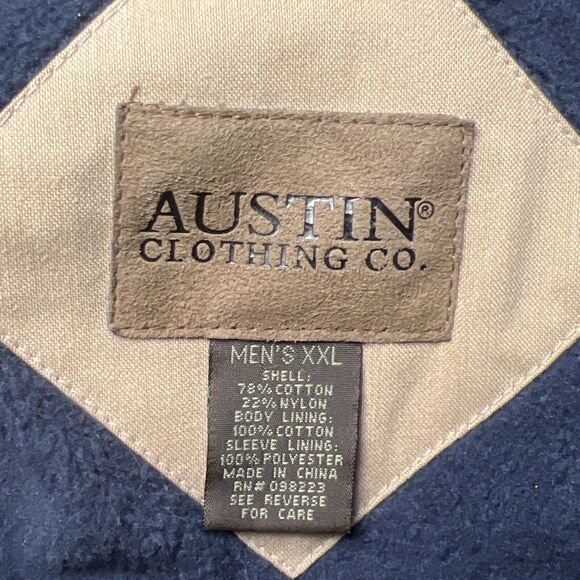 AUSTIN®
CLOTHING CO.
MEN'S XXL
SHELL:
78% COTTON
22% NYLON
BODY LINING:
100% COTTON
SLEEVE LINING:
100% POLYESTER
MADE IN CHINA
RN# 098223
SEE REVERSE
FOR CARE